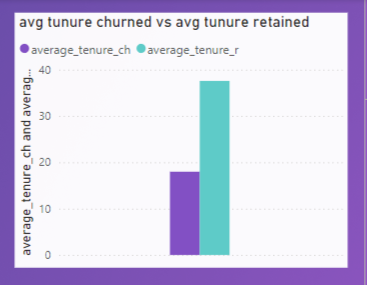 avg tunure churned vs avg tunure retained
average_tenure_ch average_tenure_r
average_tenure_ch and averag...
40
30
20
10
0